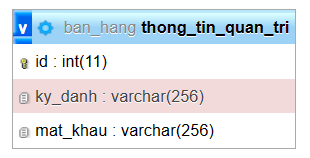 v ban_hang thong_tin_quan_tri
id : int(11)
ky_danh : varchar(256)
mat_khau : varchar(256)